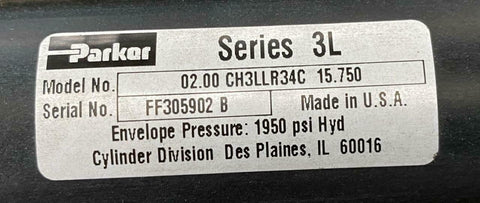 Parker Series 3L
Model No. 02.00 CH3LLR34C 15.750
Serial No. FF305902 B Made in U.S.A.
Envelope Pressure: 1950 psi Hyd
Cylinder Division Des Plaines, IL 60016